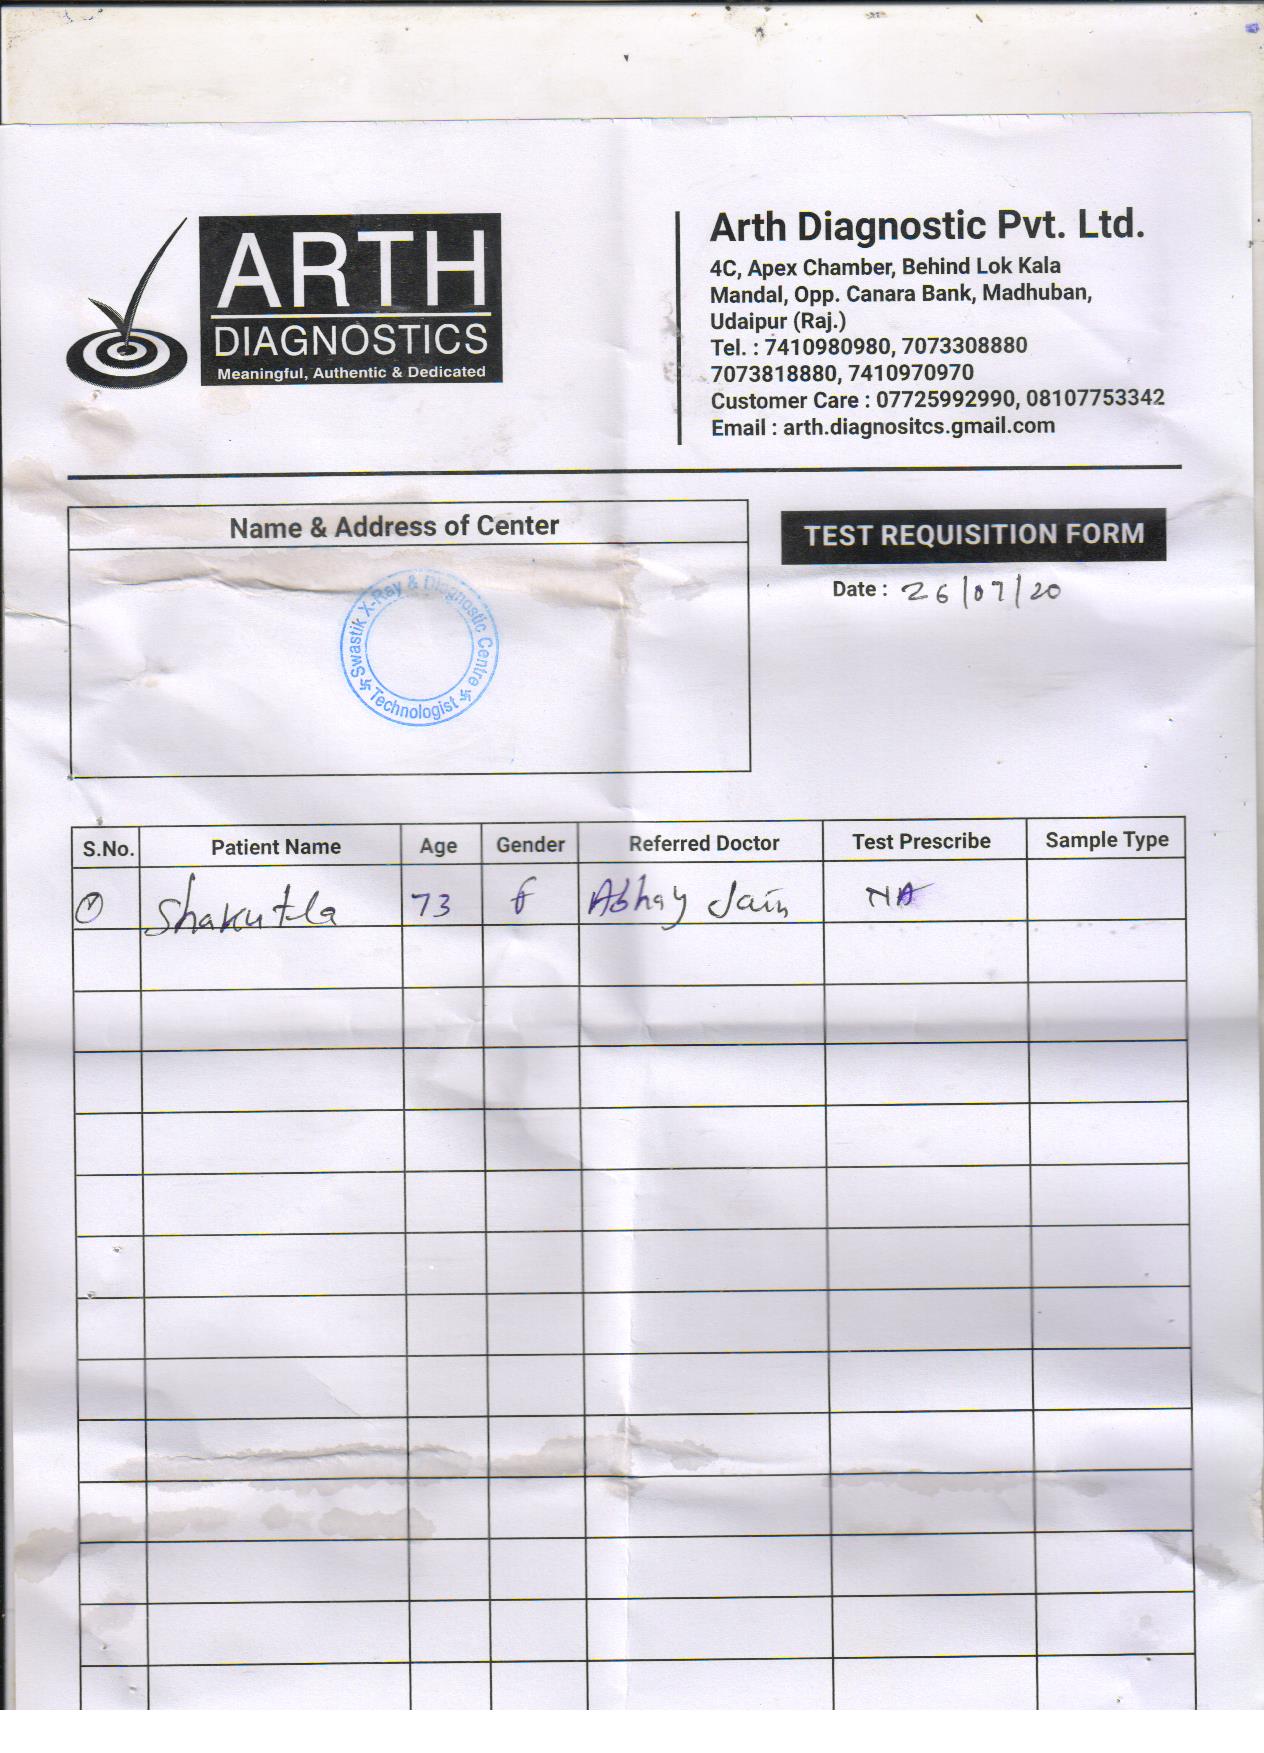 ARTH
DIAGNOSTICS
Meaningful, Authentic & Dedicated
Arth Diagnostic Pvt. Ltd.
4C, Apex Chamber, Behind Lok Kala
Mandal, Opp. Canara Bank, Madhuban,
Udaipur (Raj.)
Tel. : 7410980980, 7073308880
7073818880, 7410970970
Customer Care : 07725992990, 08107753342
Email : arth.diagnositcs.gmail.com
Name & Address of Center
Swastik X-Ray & Diagnostic Centre
卐 Technologist 卐
TEST REQUISITION FORM
Date : 26/07/20
S.No. Patient Name Age Gender Referred Doctor Test Prescribe Sample Type
Shakutla 73 f Abhay Jain NA